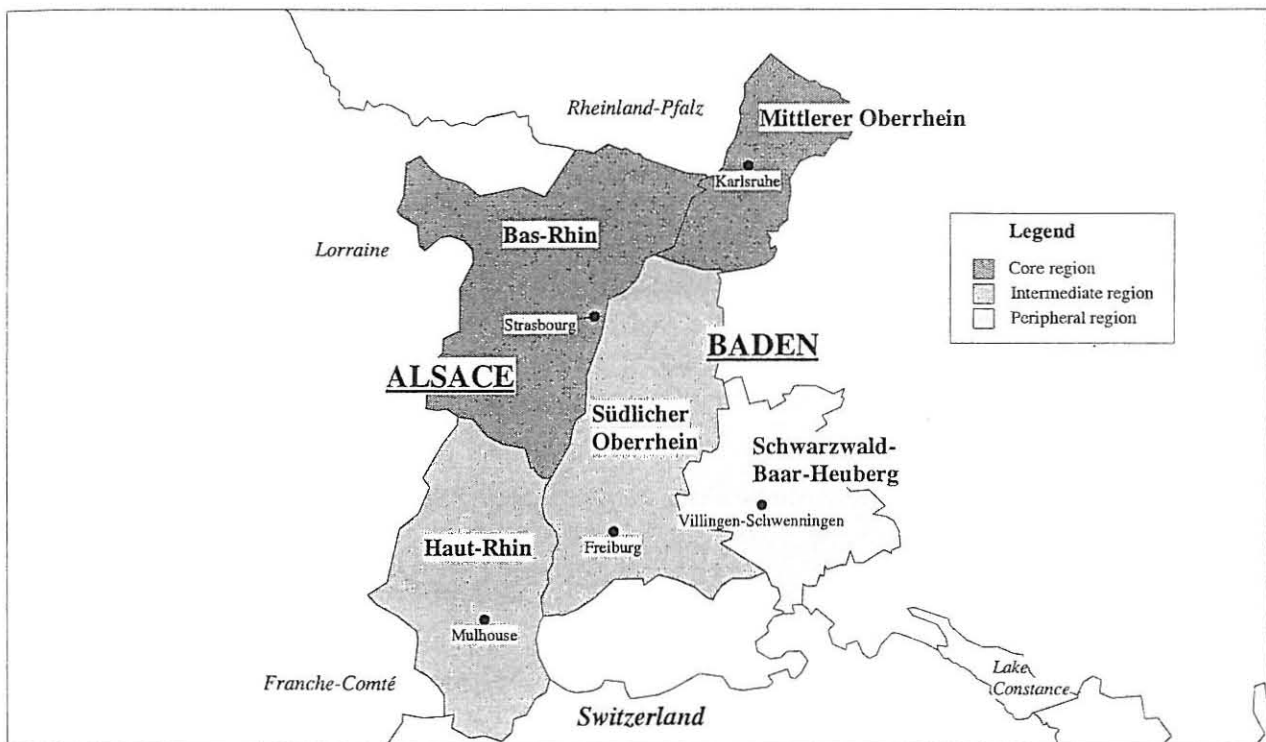 Rheinland-Pfalz
Mittlerer Oberrhein
Karlsruhe
Bas-Rhin
Lorraine
Legend
Core region
Intermediate region
Peripheral region
Strasbourg
BADEN
ALSACE
Südlicher
Oberrhein
Schwarzwald-
Baar-Heuberg
Villingen-Schwenningen
Haut-Rhin
Freiburg
Mulhouse
Franche-Comté
Switzerland
Lake
Constance